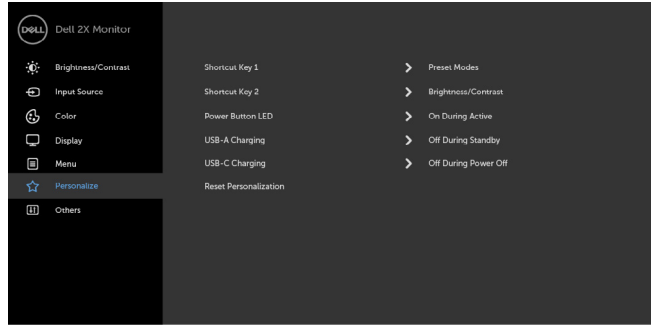 DELL Dell 2X Monitor
Brightness/Contrast Shortcut Key 1 Preset Modes
Input Source Shortcut Key 2 Brightness/Contrast
Color Power Button LED On During Active
Display USB-A Charging Off During Standby
Menu USB-C Charging Off During Power Off
Personalize Reset Personalization
Others